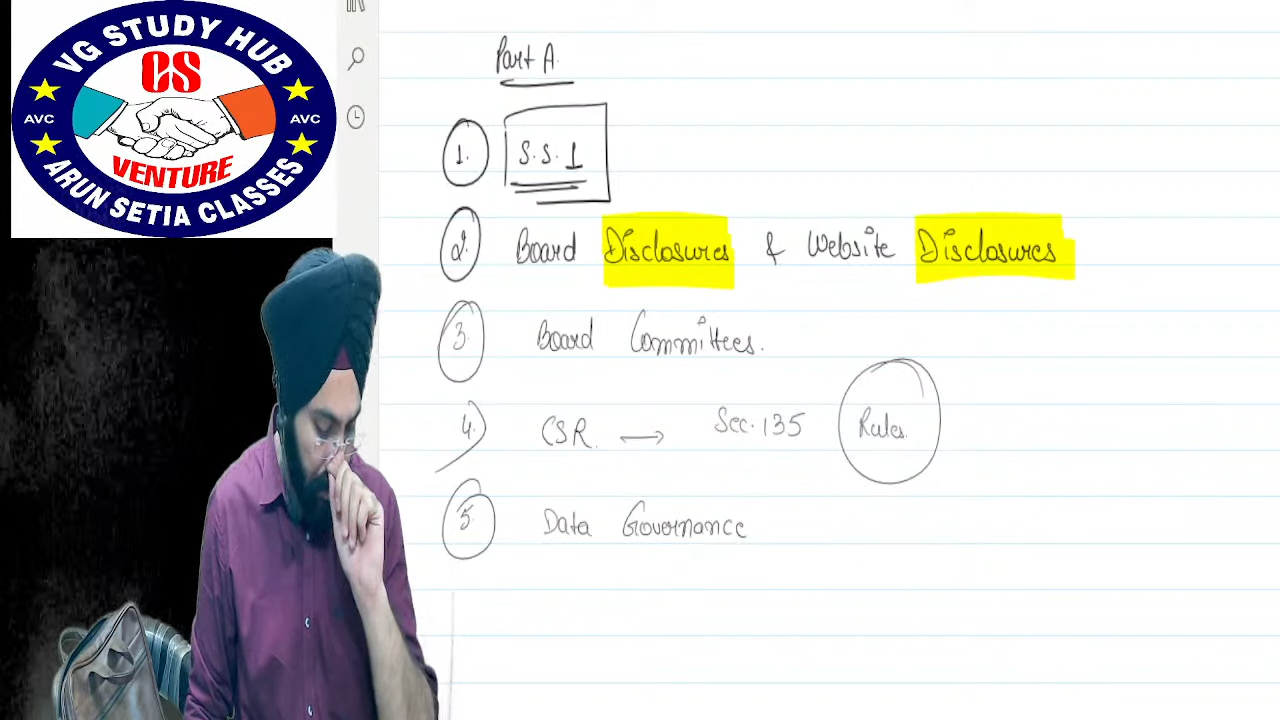 VG STUDY HUB
CS
AVC
AVC
VENTURE
ARUN SETIA CLASSES
Part A.
1. S.S. 1
2. Board Disclosures & Website Disclosures
3. Board Committees.
4. CSR. → Sec. 135 Rules.
5. Data Governance